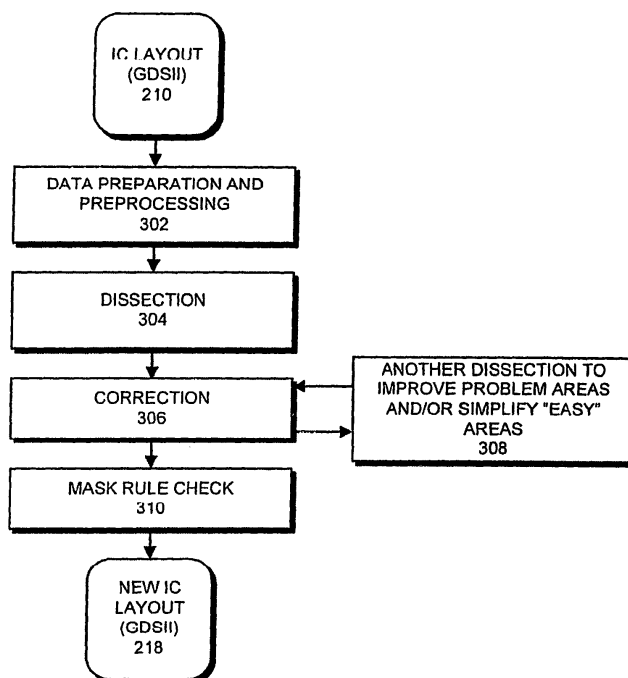 IC LAYOUT
(GDSII)
210
DATA PREPARATION AND
PREPROCESSING
302
DISSECTION
304
CORRECTION
306
ANOTHER DISSECTION TO
IMPROVE PROBLEM AREAS
AND/OR SIMPLIFY "EASY"
AREAS
308
MASK RULE CHECK
310
NEW IC
LAYOUT
(GDSII)
218